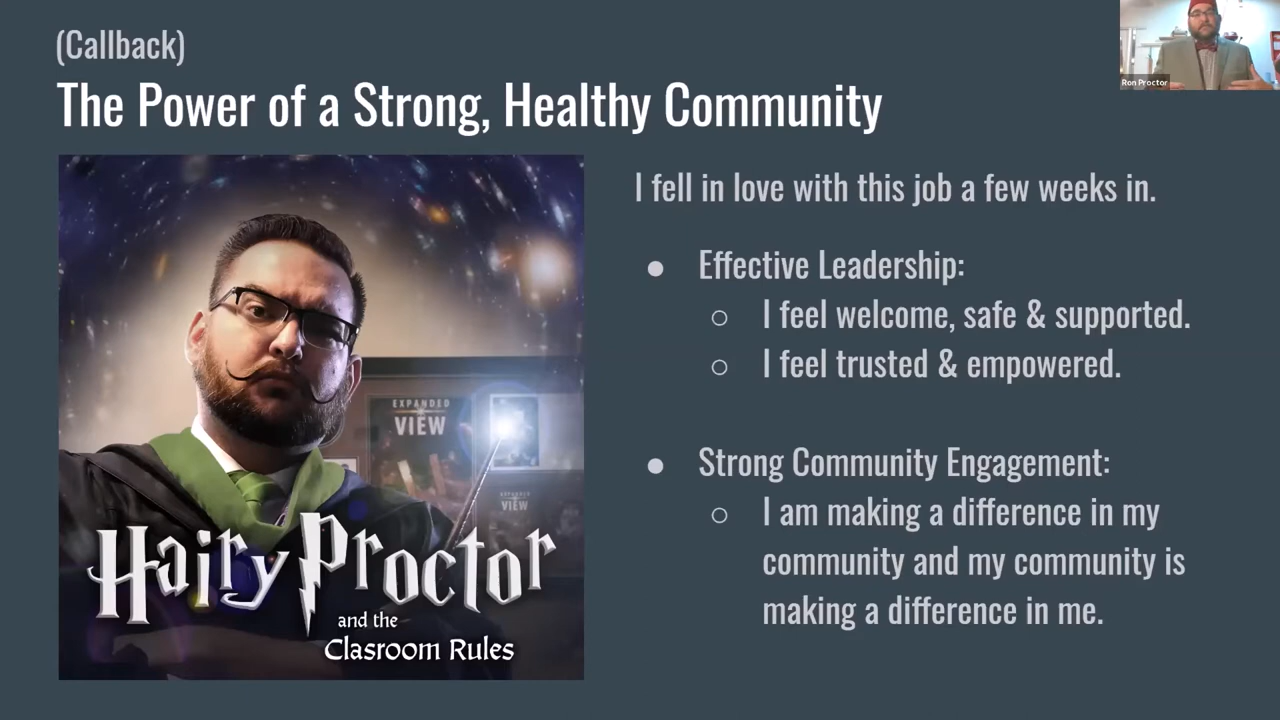 (Callback)
The Power of a Strong, Healthy Community
Ron Proctor
I fell in love with this job a few weeks in.
● Effective Leadership:
○ I feel welcome, safe & supported.
○ I feel trusted & empowered.
● Strong Community Engagement:
○ I am making a difference in my
community and my community is
making a difference in me.
EXPANDED
VIEW
EXPANDED
VIEW
Hairy Proctor
and the
Clasroom Rules